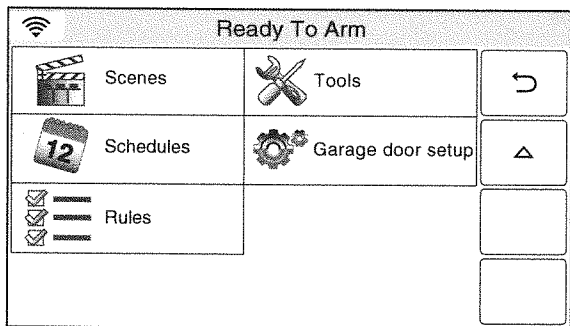 Ready To Arm
Scenes
Tools
12
Schedules
Garage door setup
Rules